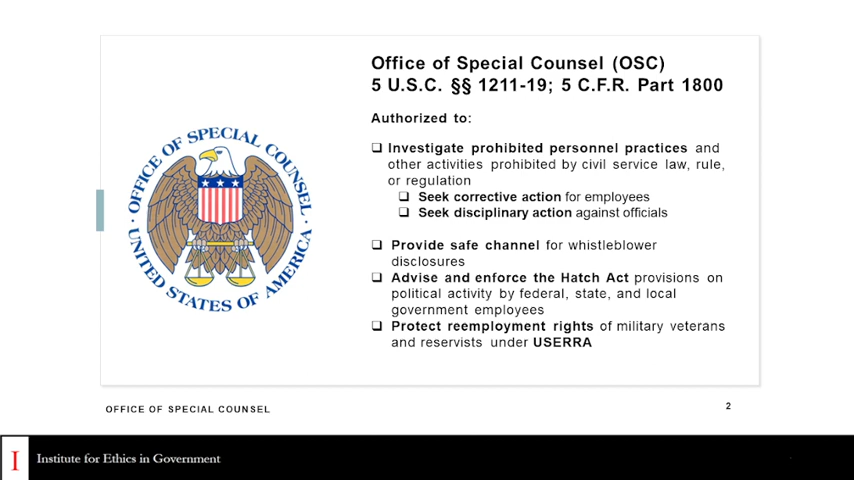 Office of Special Counsel (OSC)
5 U.S.C. §§ 1211-19; 5 C.F.R. Part 1800
Authorized to:
❑ Investigate prohibited personnel practices and
other activities prohibited by civil service law, rule,
or regulation
❑ Seek corrective action for employees
❑ Seek disciplinary action against officials
❑ Provide safe channel for whistleblower
disclosures
❑ Advise and enforce the Hatch Act provisions on
political activity by federal, state, and local
government employees
❑ Protect reemployment rights of military veterans
and reservists under USERRA
· OFFICE OF SPECIAL COUNSEL ·
UNITED STATES OF AMERICA
OFFICE OF SPECIAL COUNSEL
2
I
Institute for Ethics in Government